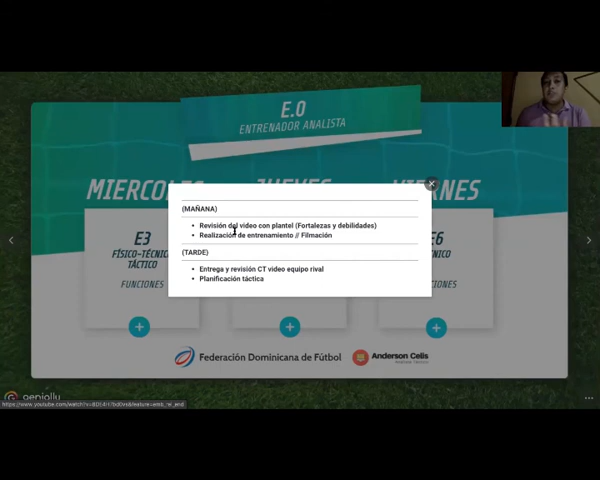 E.0
ENTRENADOR ANALISTA
MIERCOLES
JUEVES
VIERNES
(MAÑANA)
• Revisión del video con plantel (Fortalezas y debilidades)
• Realización de entrenamiento // Filmación
(TARDE)
• Entrega y revisión CT video equipo rival
• Planificación táctica
E3
FÍSICO-TÉCNICO
TÁCTICO
FUNCIONES
E6
Federación Dominicana de Fútbol
Anderson Celis
genially